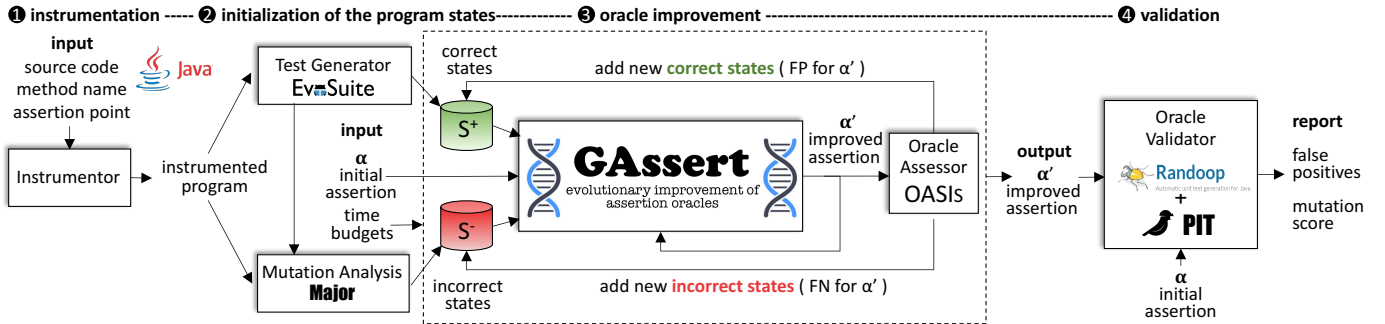 ❶ instrumentation ----- ❷ initialization of the program states------------- ❸ oracle improvement ---------------------------------------------------- ❹ validation
input
source code
method name
assertion point
Java
Instrumentor
instrumented
program
Test Generator
EvoSuite
Mutation Analysis
Major
correct
states
S+
input
α
initial
assertion
time
budgets
S-
incorrect
states
add new correct states ( FP for α’ )
GAssert
evolutionary improvement of
assertion oracles
α’
improved
assertion
add new incorrect states ( FN for α’ )
Oracle
Assessor
OASIs
output
α’
improved
assertion
Oracle
Validator
Randoop
Automatic unit test generation for Java
+
PIT
α
initial
assertion
report
false
positives
mutation
score